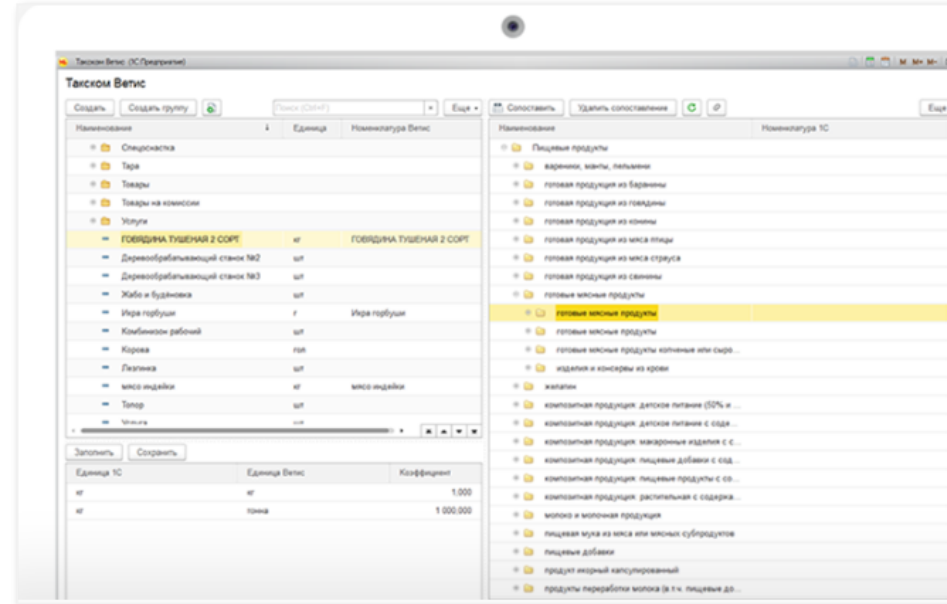 Такском Ветис (1С:Предприятие)
M M+ M-
Такском Ветис
Создать Создать группу Поиск (Ctrl+F) Еще
Сопоставить Удалить сопоставление Еще
Наименование Единица Номенклатура Ветис
Спецоснастка
Тара
Товары
Товары на комиссии
Услуги
ГОВЯДИНА ТУШЕНАЯ 2 СОРТ кг ГОВЯДИНА ТУШЕНАЯ 2 СОРТ
Деревообрабатывающий станок №2 шт
Деревообрабатывающий станок №3 шт
Жабо и будёновка шт
Икра горбуши г Икра горбуши
Комбинезон рабочий шт
Корова гол
Лезгинка шт
мясо индейки кг мясо индейки
Топор шт
Заполнить Сохранить
Единица 1С Единица Ветис Коэффициент
кг кг 1,000
кг тонна 1 000,000
Наименование Номенклатура 1С
Пищевые продукты
вареники, манты, пельмени
готовая продукция из баранины
готовая продукция из говядины
готовая продукция из конины
готовая продукция из мяса птицы
готовая продукция из мяса страуса
готовая продукция из свинины
готовые мясные продукты
готовые мясные продукты
готовые мясные продукты
готовые мясные продукты копченые или сыро...
изделия и консервы из крови
желатин
композитная продукция: детское питание (50% и ...
композитная продукция: детское питание с соде...
композитная продукция: макаронные изделия с с...
композитная продукция: пищевые добавки с сод...
композитная продукция: пищевые продукты с со...
композитная продукция: растительная с содержа...
молоко и молочная продукция
пищевая мука из мяса или мясных субпродуктов
пищевые добавки
продукт икорный капсулированный
продукты переработки молока (в т.ч. пищевые до...